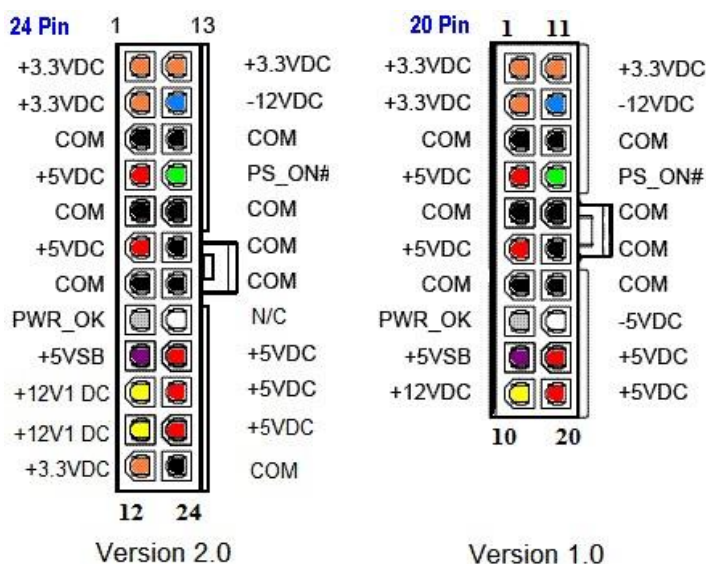 24 Pin 1 13
+3.3VDC +3.3VDC
+3.3VDC -12VDC
COM COM
+5VDC PS_ON#
COM COM
+5VDC COM
COM COM
PWR_OK N/C
+5VSB +5VDC
+12V1 DC +5VDC
+12V1 DC +5VDC
+3.3VDC COM
12 24
Version 2.0
20 Pin 1 11
+3.3VDC +3.3VDC
+3.3VDC -12VDC
COM COM
+5VDC PS_ON#
COM COM
+5VDC COM
COM COM
PWR_OK -5VDC
+5VSB +5VDC
+12VDC +5VDC
10 20
Version 1.0